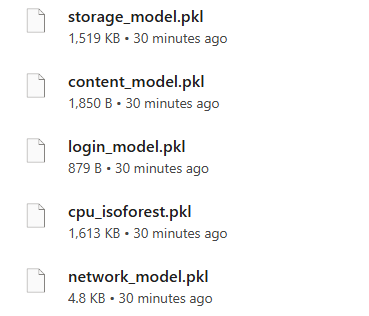 storage_model.pkl
1,519 KB • 30 minutes ago
content_model.pkl
1,850 B • 30 minutes ago
login_model.pkl
879 B • 30 minutes ago
cpu_isoforest.pkl
1,613 KB • 30 minutes ago
network_model.pkl
4.8 KB • 30 minutes ago